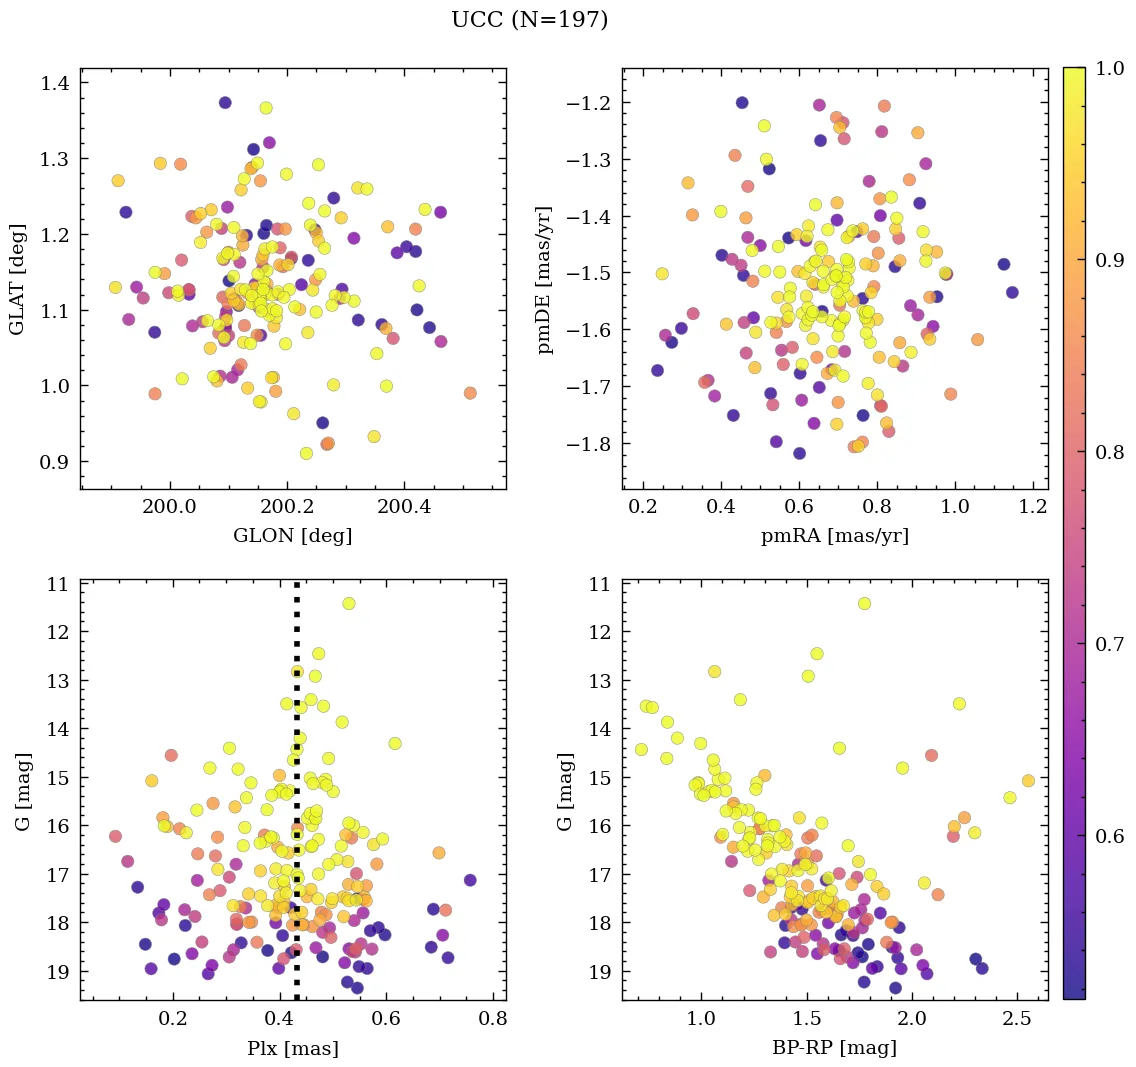 UCC (N=197)
1.4
1.3
1.2
1.1
1.0
0.9
GLAT [deg]
200.0 200.2 200.4
GLON [deg]
−1.2
−1.3
−1.4
−1.5
−1.6
−1.7
−1.8
pmDE [mas/yr]
0.2 0.4 0.6 0.8 1.0 1.2
pmRA [mas/yr]
11
12
13
14
15
16
17
18
19
G [mag]
0.2 0.4 0.6 0.8
Plx [mas]
11
12
13
14
15
16
17
18
19
G [mag]
1.0 1.5 2.0 2.5
BP-RP [mag]
1.0
0.9
0.8
0.7
0.6